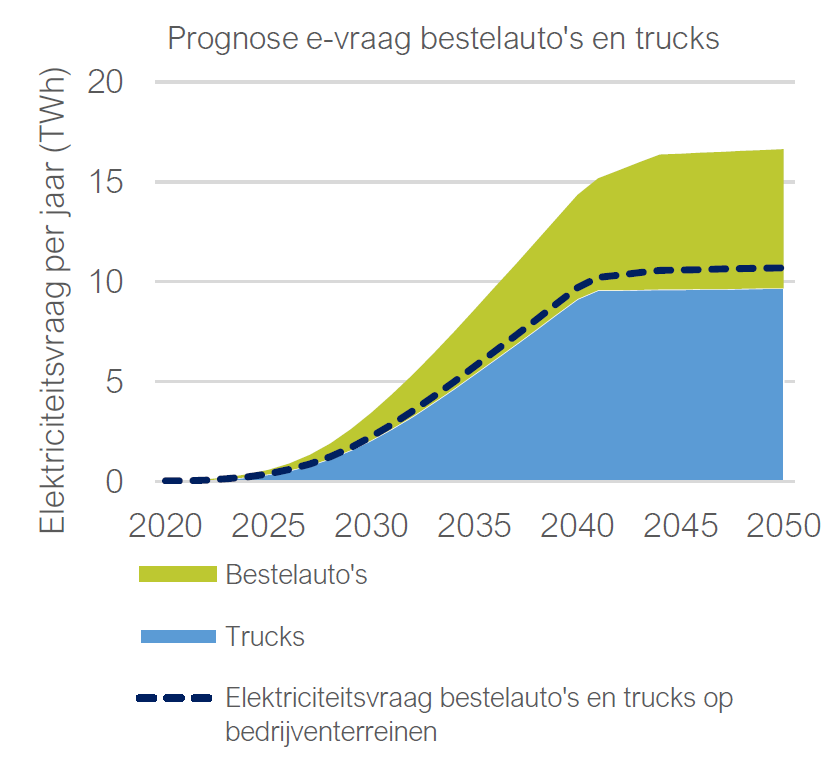 Prognose e-vraag bestelauto's en trucks
Elektriciteitsvraag per jaar (TWh)
20
15
10
5
0
2020 2025 2030 2035 2040 2045 2050
Bestelauto's
Trucks
Elektriciteitsvraag bestelauto's en trucks op
bedrijventerreinen